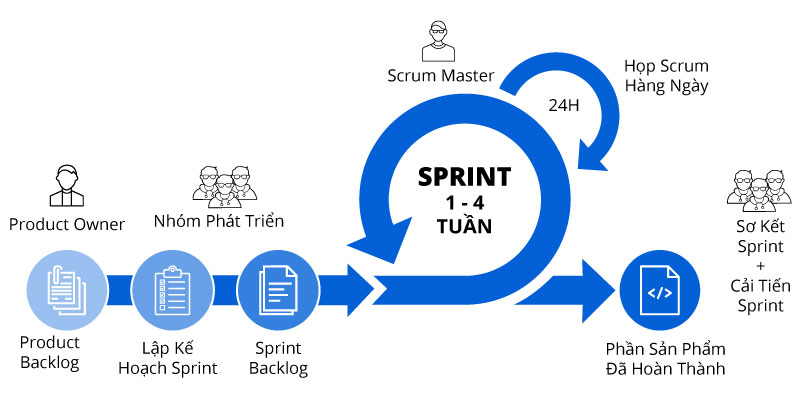 Scrum Master
Họp Scrum
Hàng Ngày
24H
SPRINT
1 - 4
TUẦN
Product Owner
Nhóm Phát Triển
Sơ Kết
Sprint
+
Cải Tiến
Sprint
Product
Backlog
Lập Kế
Hoạch Sprint
Sprint
Backlog
</>
Phần Sản Phẩm
Đã Hoàn Thành